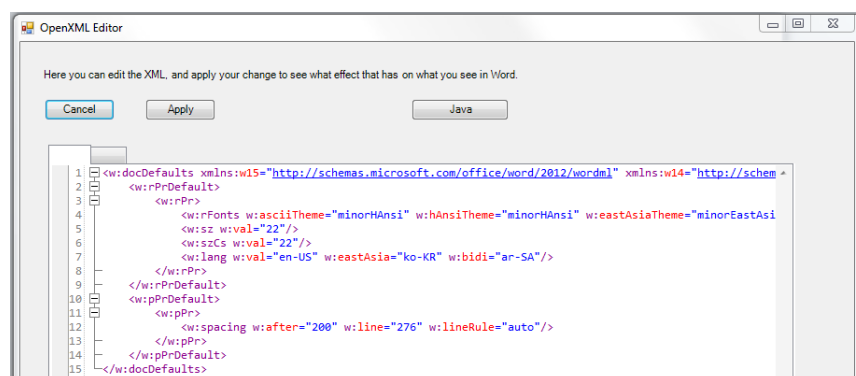 OpenXML Editor
Here you can edit the XML, and apply your change to see what effect that has on what you see in Word.
Cancel Apply Java
1 <w:docDefaults xmlns:w15="http://schemas.microsoft.com/office/word/2012/wordml" xmlns:w14="http://schem
2 <w:rPrDefault>
3 <w:rPr>
4 <w:rFonts w:asciiTheme="minorHAnsi" w:hAnsiTheme="minorHAnsi" w:eastAsiaTheme="minorEastAsi
5 <w:sz w:val="22"/>
6 <w:szCs w:val="22"/>
7 <w:lang w:val="en-US" w:eastAsia="ko-KR" w:bidi="ar-SA"/>
8 </w:rPr>
9 </w:rPrDefault>
10 <w:pPrDefault>
11 <w:pPr>
12 <w:spacing w:after="200" w:line="276" w:lineRule="auto"/>
13 </w:pPr>
14 </w:pPrDefault>
15 </w:docDefaults>